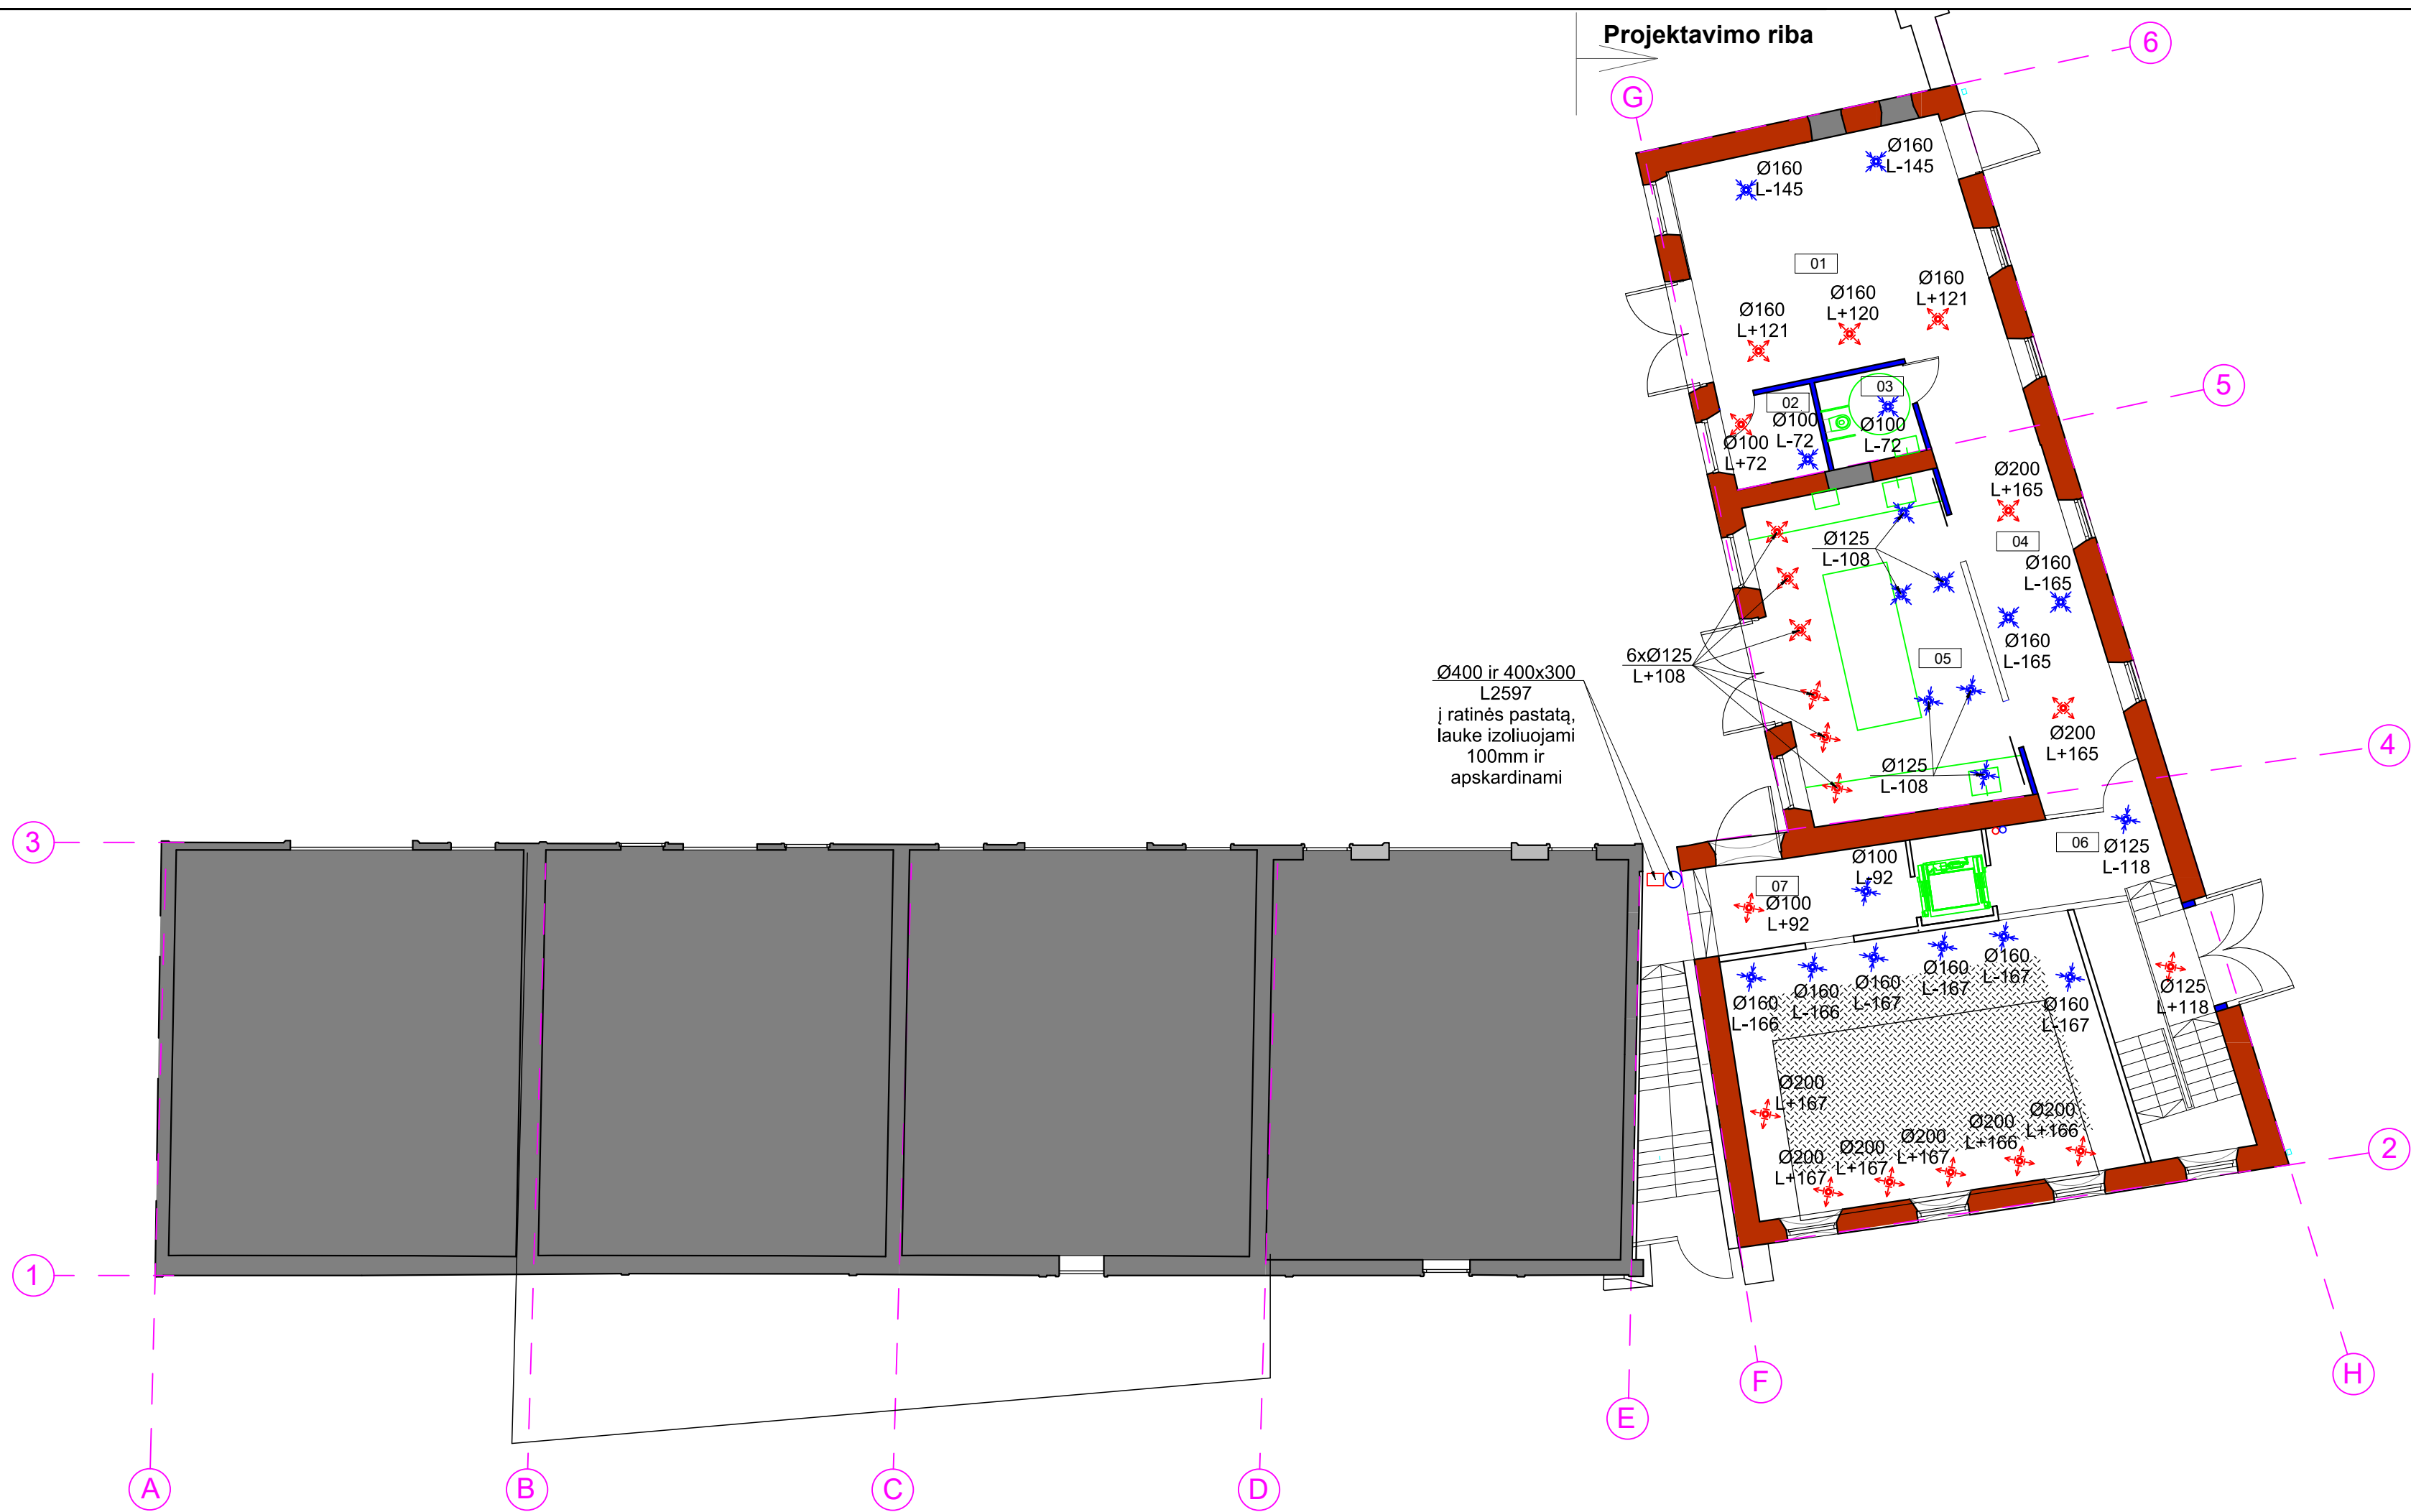 Projektavimo riba
6
G
Ø160
L-145
Ø160
L-145
01
Ø160
L+121
Ø160
L+120
Ø160
L+121
5
03
02
Ø100
L-72
Ø100
L-72
Ø100
L+72
Ø200
L+165
04
Ø125
L-108
Ø160
L-165
Ø160
L-165
05
6xØ125
L+108
Ø400 ir 400x300
L2597
į ratinės pastatą,
lauke izoliuojami
100mm ir
apskardinami
Ø200
L+165
4
Ø125
L-108
3
06
Ø125
L-118
Ø100
L-92
07
Ø100
L+92
Ø160
L-166
Ø160
L-166
Ø160
L-167
Ø160
L-167
Ø160
L-167
Ø160
L-167
Ø125
L+118
Ø200
L+167
Ø200
L+167
Ø200
L+167
Ø200
L+167
Ø200
L+166
Ø200
L+166
2
1
F
H
E
A
B
C
D